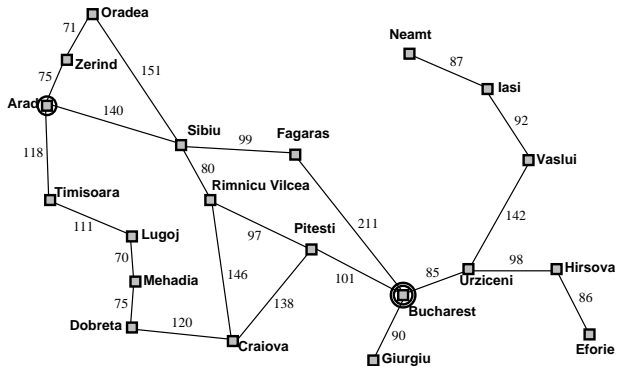 Oradea
71
Neamt
Zerind
87
75
151
Iasi
Arad
140
92
Sibiu
Fagaras
118
99
Vaslui
80
Rimnicu Vilcea
Timisoara
111
211
142
Lugoj
97
Pitesti
70
98
Hirsova
Mehadia
146
101
85
Urziceni
75
138
86
Bucharest
Dobreta
120
90
Craiova
Eforie
Giurgiu